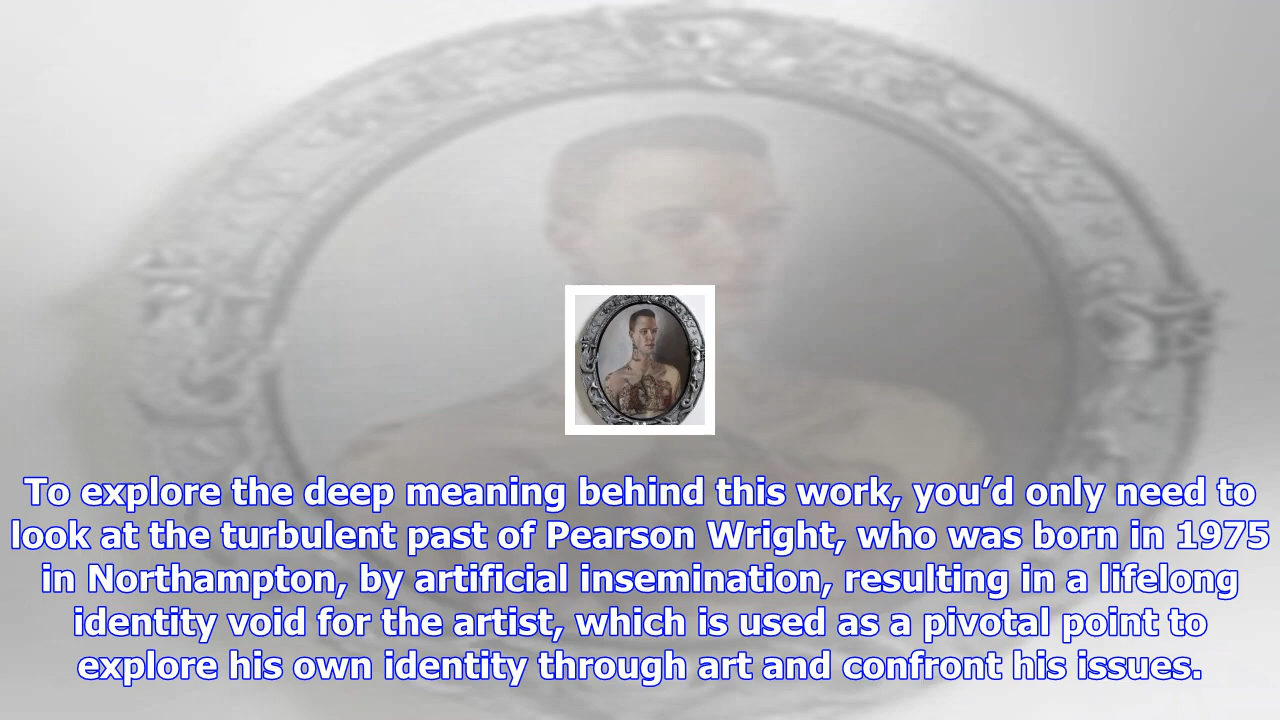 To explore the deep meaning behind this work, you’d only need to
look at the turbulent past of Pearson Wright, who was born in 1975
in Northampton, by artificial insemination, resulting in a lifelong
identity void for the artist, which is used as a pivotal point to
explore his own identity through art and confront his issues.